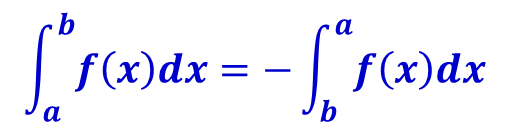 ∫_a^b f(x)dx = −∫_b^a f(x)dx